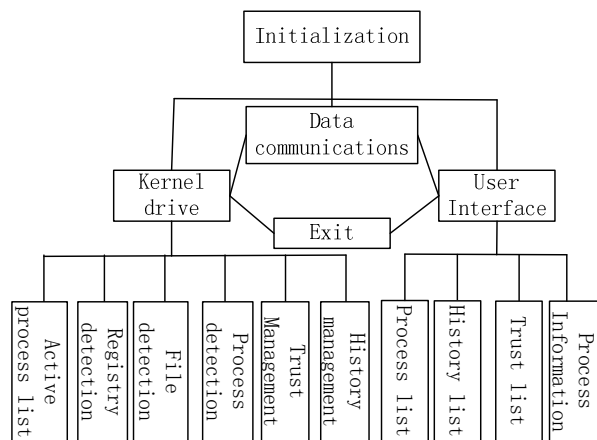 Initialization
Data
communications
Kernel
drive
User
Interface
Exit
Active
process list
Registry
detection
File
detection
Process
detection
Trust
Management
History
management
Process list
History list
Trust list
Process
Information